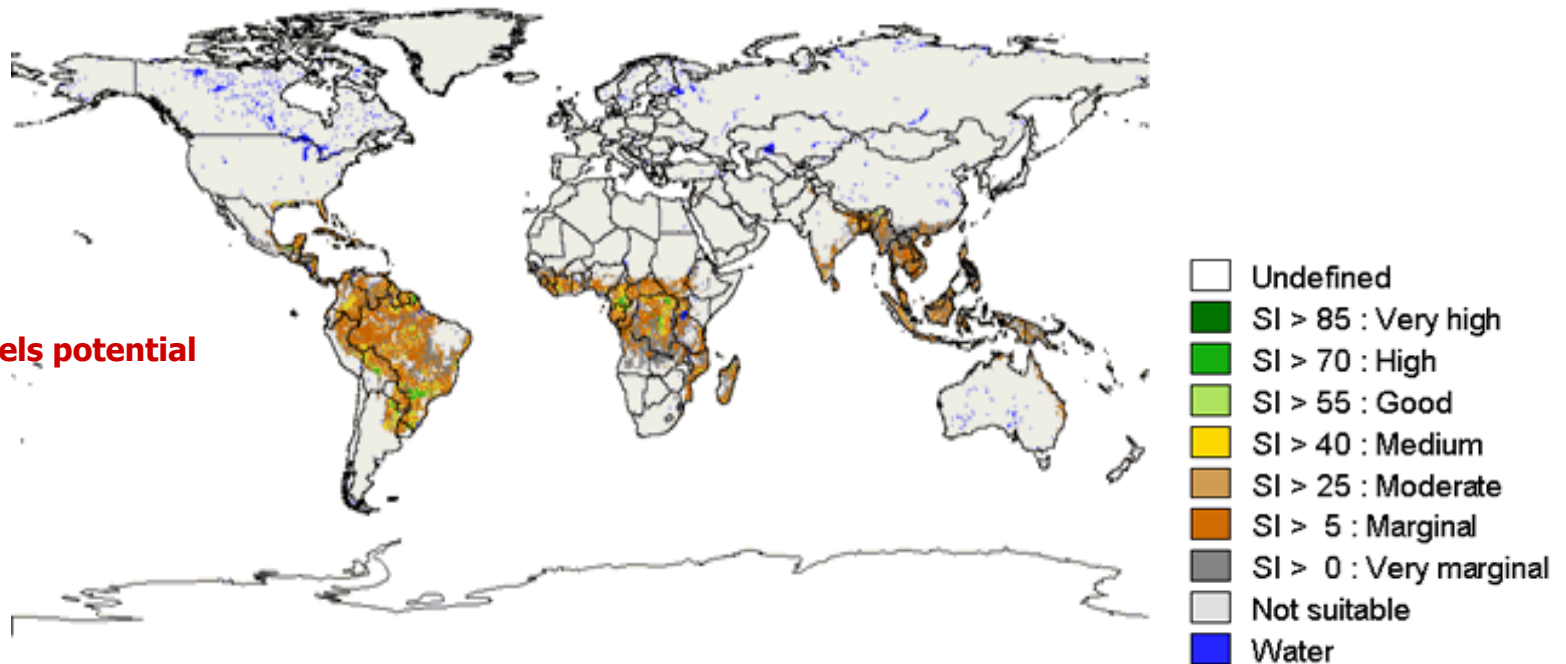 els potential
Undefined
SI > 85 : Very high
SI > 70 : High
SI > 55 : Good
SI > 40 : Medium
SI > 25 : Moderate
SI > 5 : Marginal
SI > 0 : Very marginal
Not suitable
Water